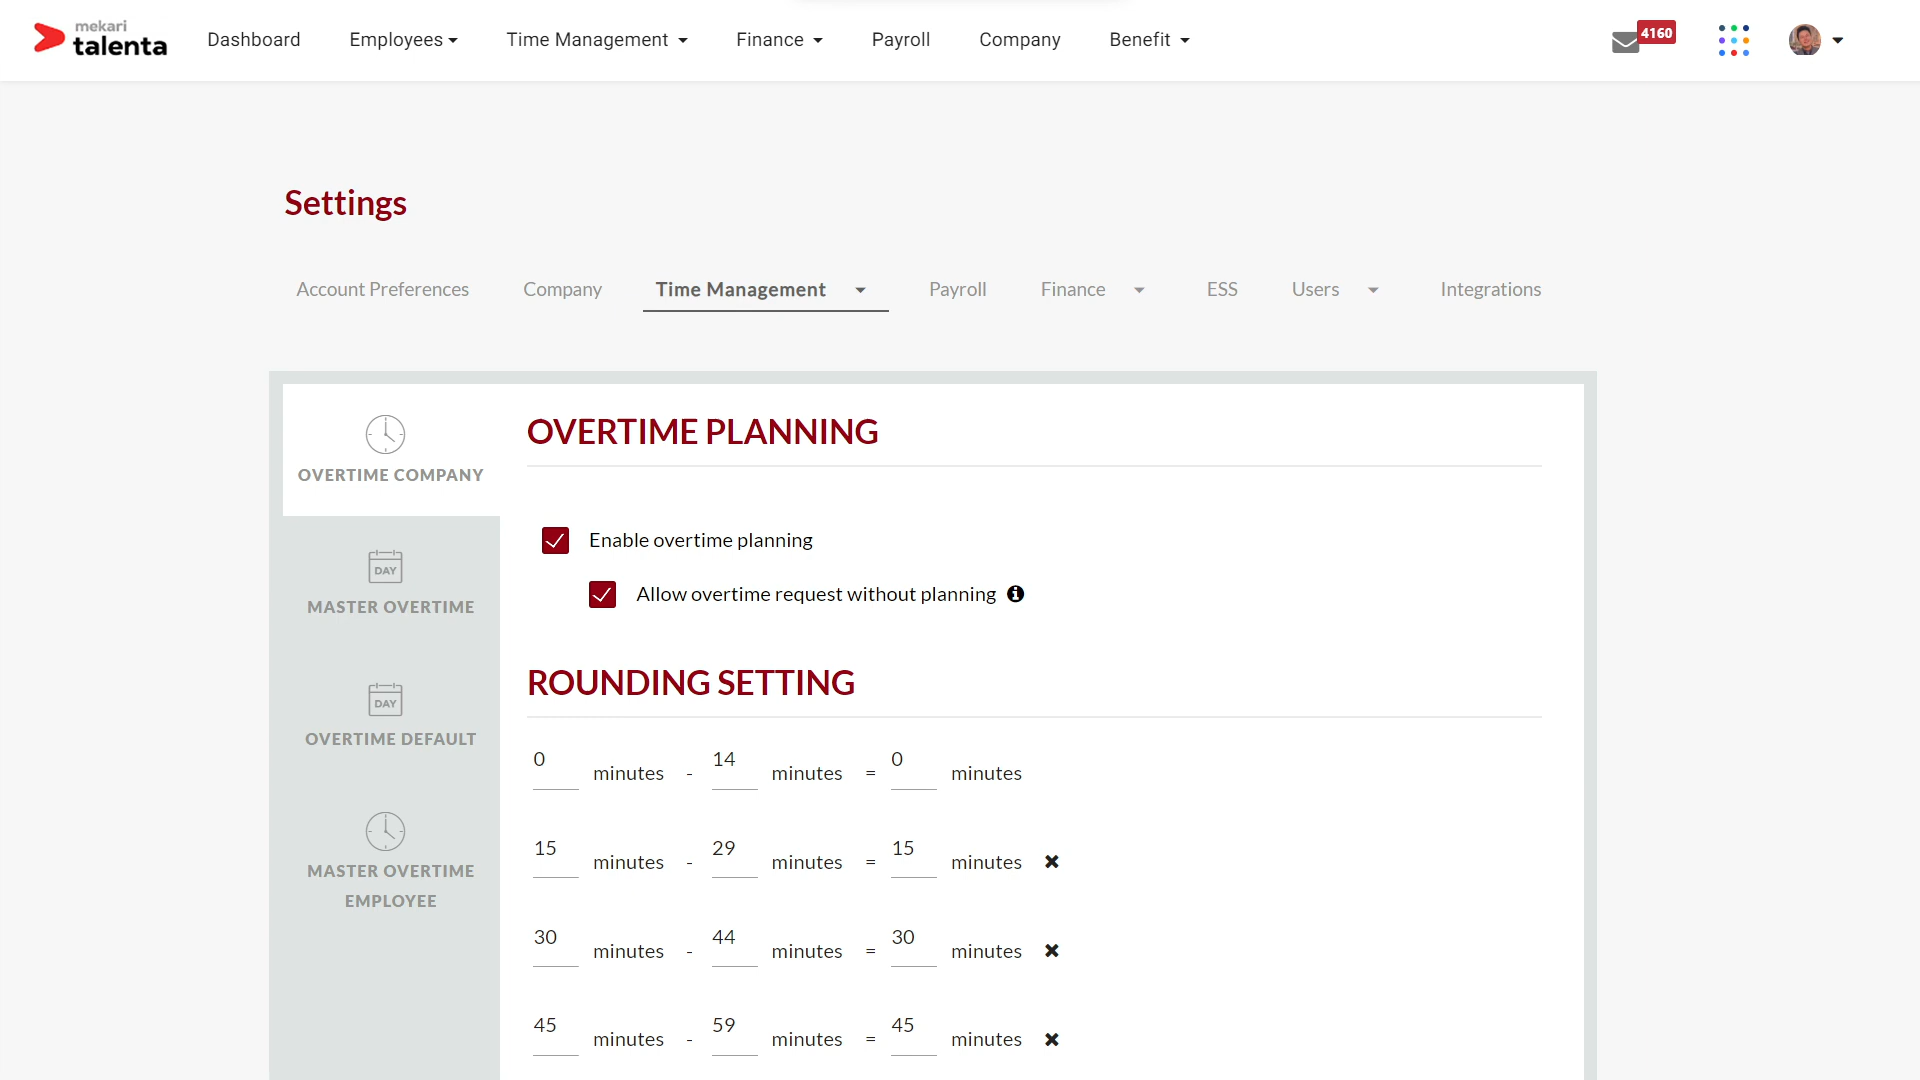 mekari
talenta
Dashboard Employees Time Management Finance Payroll Company Benefit 4160
Settings
Account Preferences Company Time Management Payroll Finance ESS Users Integrations
OVERTIME COMPANY
DAY
MASTER OVERTIME
DAY
OVERTIME DEFAULT
MASTER OVERTIME
EMPLOYEE
OVERTIME PLANNING
Enable overtime planning
Allow overtime request without planning
ROUNDING SETTING
0 minutes - 14 minutes = 0 minutes
15 minutes - 29 minutes = 15 minutes
30 minutes - 44 minutes = 30 minutes
45 minutes - 59 minutes = 45 minutes